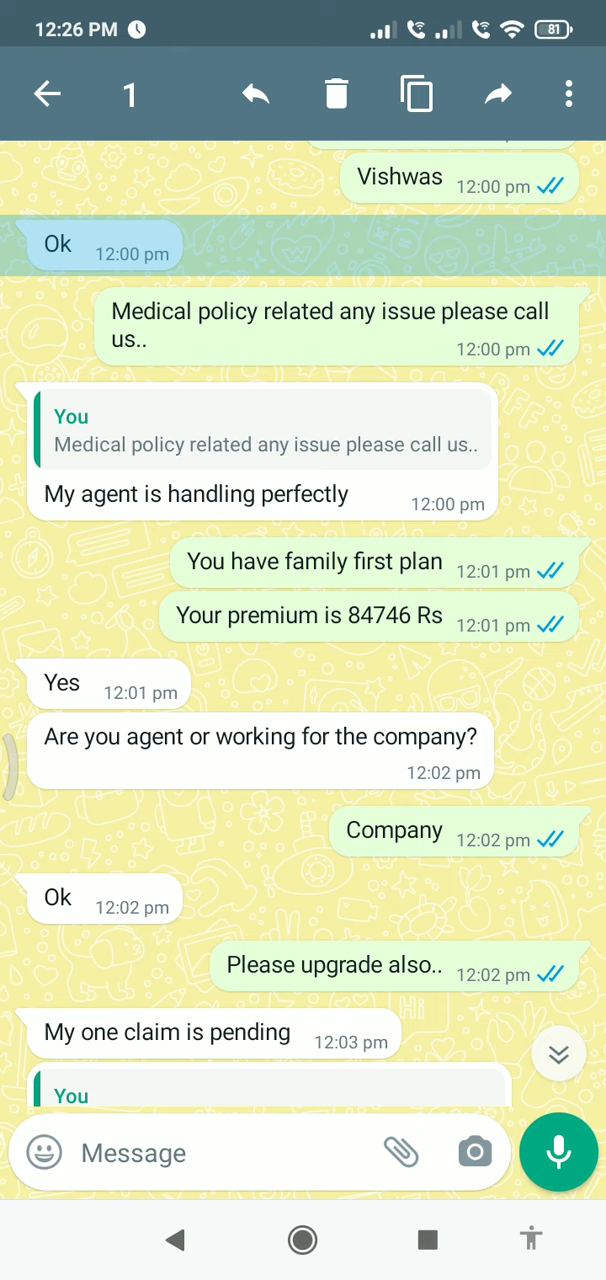 12:26 PM
81
1
Vishwas 12:00 pm
Ok 12:00 pm
Medical policy related any issue please call
us.. 12:00 pm
You
Medical policy related any issue please call us..
My agent is handling perfectly 12:00 pm
You have family first plan 12:01 pm
Your premium is 84746 Rs 12:01 pm
Yes 12:01 pm
Are you agent or working for the company?
12:02 pm
Company 12:02 pm
Ok 12:02 pm
Please upgrade also.. 12:02 pm
My one claim is pending 12:03 pm
You
Message